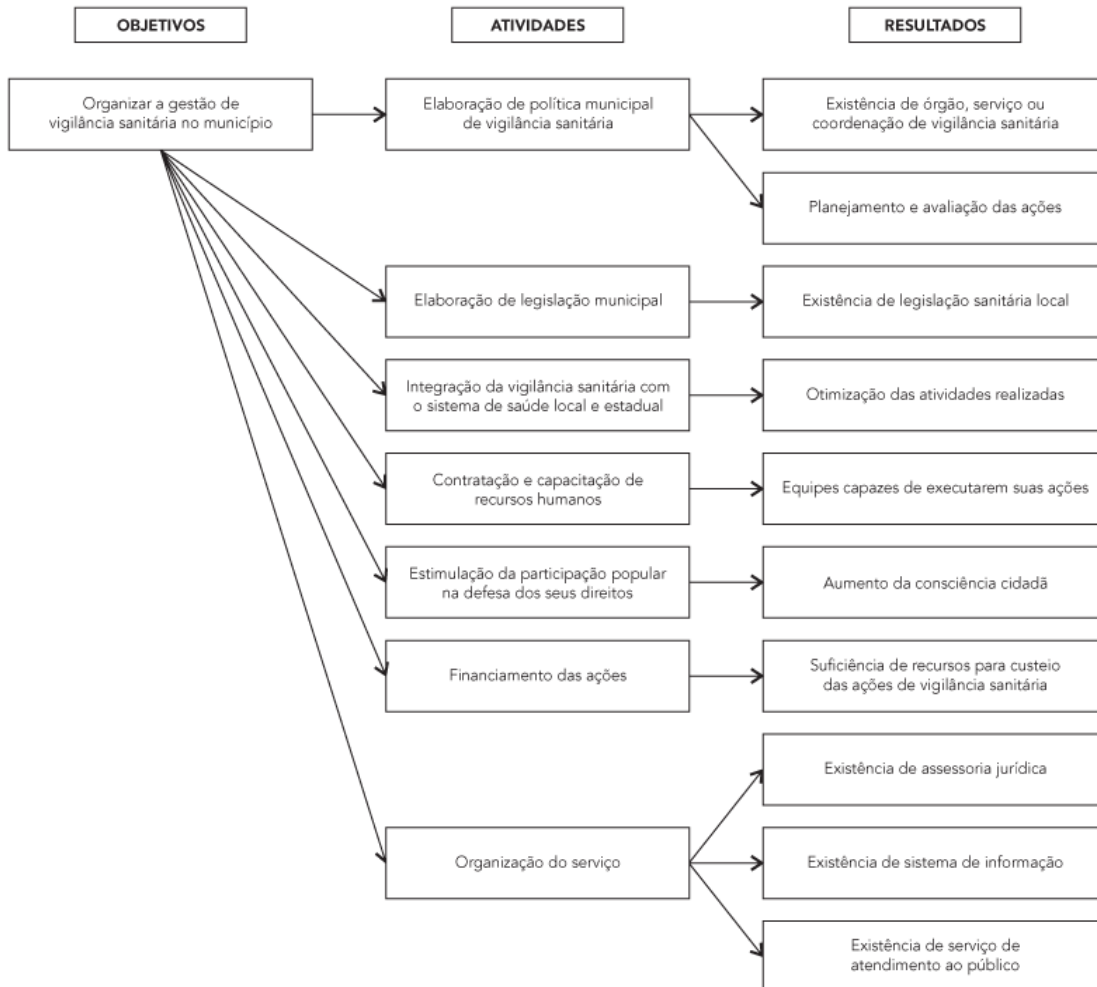 OBJETIVOS
ATIVIDADES
RESULTADOS
Organizar a gestão de
vigilância sanitária no município
Elaboração de política municipal
de vigilância sanitária
Existência de órgão, serviço ou
coordenação de vigilância sanitária
Planejamento e avaliação das ações
Elaboração de legislação municipal
Existência de legislação sanitária local
Integração da vigilância sanitária com
o sistema de saúde local e estadual
Otimização das atividades realizadas
Contratação e capacitação de
recursos humanos
Equipes capazes de executarem suas ações
Estimulação da participação popular
na defesa dos seus direitos
Aumento da consciência cidadã
Financiamento das ações
Suficiência de recursos para custeio
das ações de vigilância sanitária
Existência de assessoria jurídica
Organização do serviço
Existência de sistema de informação
Existência de serviço de
atendimento ao público